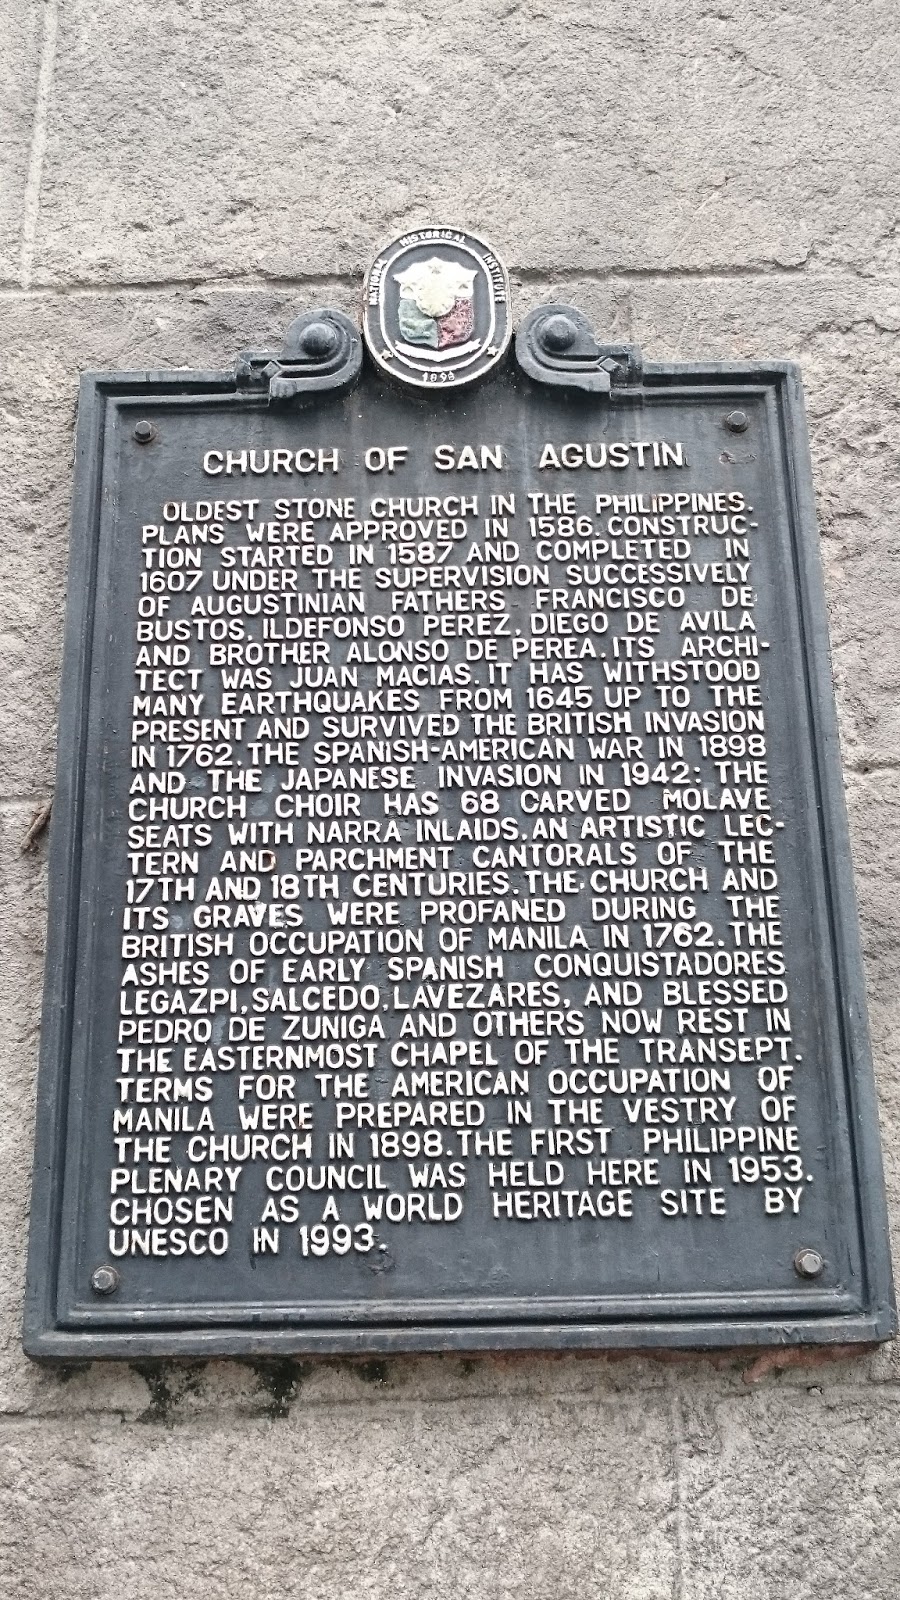 NATIONAL HISTORICAL INSTITUTE
1898
CHURCH OF SAN AGUSTIN
OLDEST STONE CHURCH IN THE PHILIPPINES.
PLANS WERE APPROVED IN 1586. CONSTRUC-
TION STARTED IN 1587 AND COMPLETED IN
1607 UNDER THE SUPERVISION SUCCESSIVELY
OF AUGUSTINIAN FATHERS FRANCISCO DE
BUSTOS, ILDEFONSO PEREZ, DIEGO DE AVILA
AND BROTHER ALONSO DE PEREA. ITS ARCHI-
TECT WAS JUAN MACIAS. IT HAS WITHSTOOD
MANY EARTHQUAKES FROM 1645 UP TO THE
PRESENT AND SURVIVED THE BRITISH INVASION
IN 1762. THE SPANISH-AMERICAN WAR IN 1898
AND THE JAPANESE INVASION IN 1942: THE
CHURCH CHOIR HAS 68 CARVED MOLAVE
SEATS WITH NARRA INLAIDS. AN ARTISTIC LEC-
TERN AND PARCHMENT CANTORALS OF THE
17TH AND 18TH CENTURIES. THE CHURCH AND
ITS GRAVES WERE PROFANED DURING THE
BRITISH OCCUPATION OF MANILA IN 1762. THE
ASHES OF EARLY SPANISH CONQUISTADORES
LEGAZPI, SALCEDO, LAVEZARES, AND BLESSED
PEDRO DE ZUNIGA AND OTHERS NOW REST IN
THE EASTERNMOST CHAPEL OF THE TRANSEPT.
TERMS FOR THE AMERICAN OCCUPATION OF
MANILA WERE PREPARED IN THE VESTRY OF
THE CHURCH IN 1898. THE FIRST PHILIPPINE
PLENARY COUNCIL WAS HELD HERE IN 1953.
CHOSEN AS A WORLD HERITAGE SITE BY
UNESCO IN 1993.